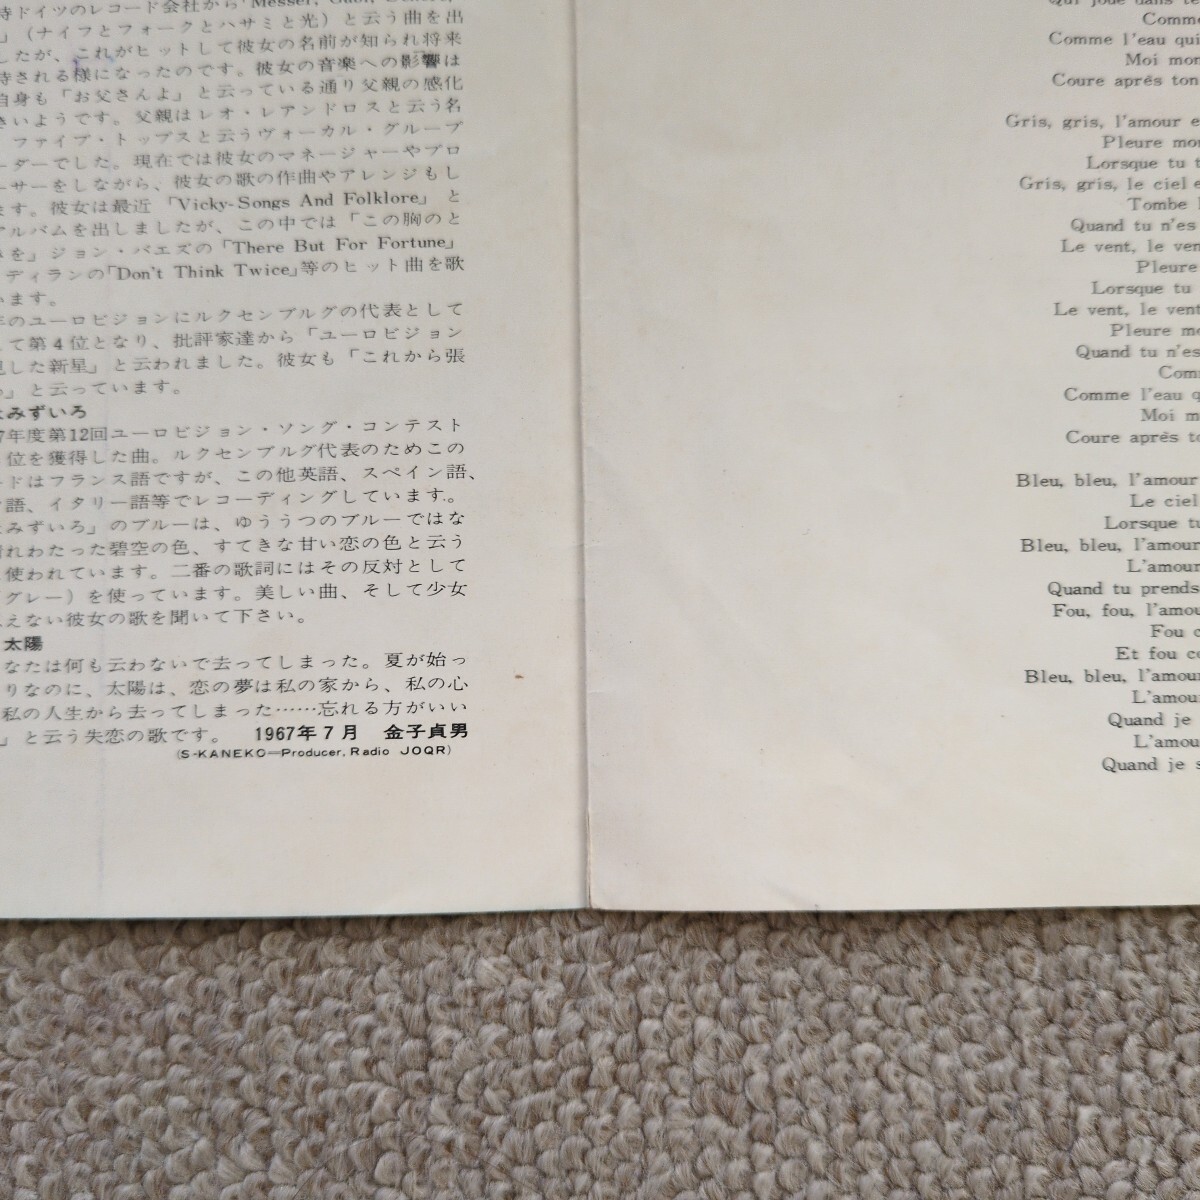 待ドイツのレコード会社から「Messer, Gabel,
」(ナイフとフォークとハサミと光)と云う曲を出
したが、これがヒットして彼女の名前が知られ将来
待される様になったのです。彼女の音楽への影響は
自身も「お父さんよ」と云っている通り父親の感化
きいようです。父親はレオ・レアンドロスと云う名
、ファイブ・トップスと云うヴォーカル・グループ
ーダーでした。現在では彼女のマネージャーやプロ
ーサーをしながら、彼女の歌の作曲やアレンジもし
ます。彼女は最近「Vicky-Songs And Folklore」と
アルバムを出しましたが、この中では「この胸のと
を」ジョン・バエズの「There But For Fortune」
ディランの「Don't Think Twice」等のヒット曲を歌
います。
年のユーロビジョンにルクセンブルグの代表として
して第4位となり、批評家達から「ユーロビジョン
見した新星」と云われました。彼女も「これから張
」と云っています。
はみずいろ
7年度第12回ユーロビジョン・ソング・コンテスト
位を獲得した曲。ルクセンブルグ代表のためこの
ードはフランス語ですが、この他英語、スペイン語、
語、イタリー語等でレコーディングしています。
はみずいろ」のブルーは、ゆううつのブルーではな
晴れわたった碧空の色、すてきな甘い恋の色と云う
使われています。二番の歌詞にはその反対として
グレー)を使っています。美しい曲、そして少女
えない彼女の歌を聞いて下さい。
太陽
なたは何も云わないで去ってしまった。夏が始っ
りなのに、太陽は、恋の夢は私の家から、私の心
私の人生から去ってしまった……忘れる方がいい
」と云う失恋の歌です。 1967年7月 金子貞男
(S-KANEKO=Producer, Radio JOQR)
Qui joue dans te
Comme
Comme l'eau qui
Moi mon
Coure aprés ton
Gris, gris, l'amour e
Pleure mon
Lorsque tu t
Gris, gris, le ciel e
Tombe l
Quand tu n'es
Le vent, le ven
Pleure
Lorsque tu
Le vent, le vent
Pleure mo
Quand tu n'es
Comm
Comme l'eau q
Moi m
Coure aprés to
Bleu, bleu, l'amour
Le ciel
Lorsque tu
Bleu, bleu, l'amour
L'amour
Quand tu prends
Fou, fou, l'amou
Fou c
Et fou co
Bleu, bleu, l'amour
L'amour
Quand je
L'amou
Quand je s